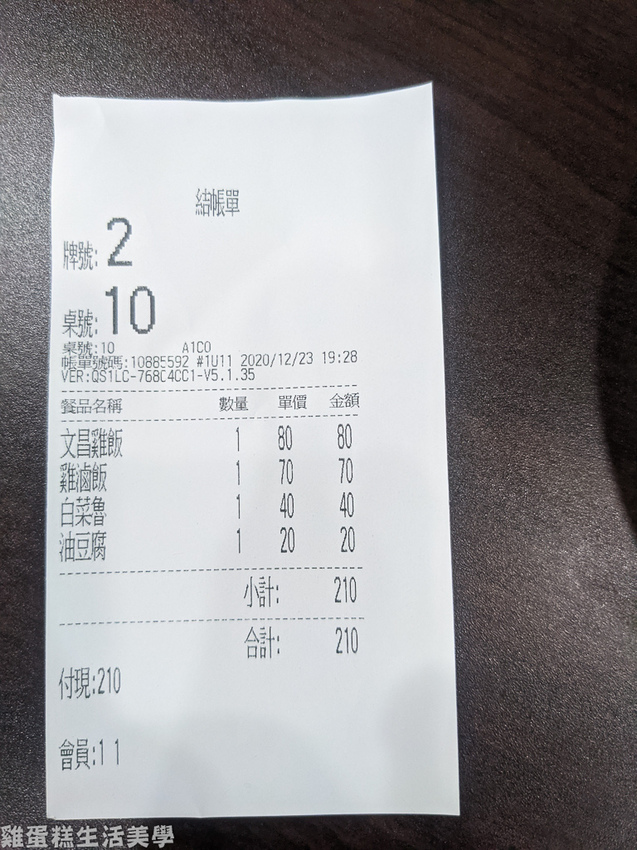 結帳單
牌號: 2
桌號: 10
桌號:10 A1C0
帳單號碼:10885592 #1U11 2020/12/23 19:28
VER:QS1LC-768C4CC1-V5.1.35
餐品名稱 數量 單價 金額
文昌雞飯 1 80 80
雞滷飯 1 70 70
白菜魯 1 40 40
油豆腐 1 20 20
小計: 210
合計: 210
付現:210
會員:1 1
雞蛋糕生活美學